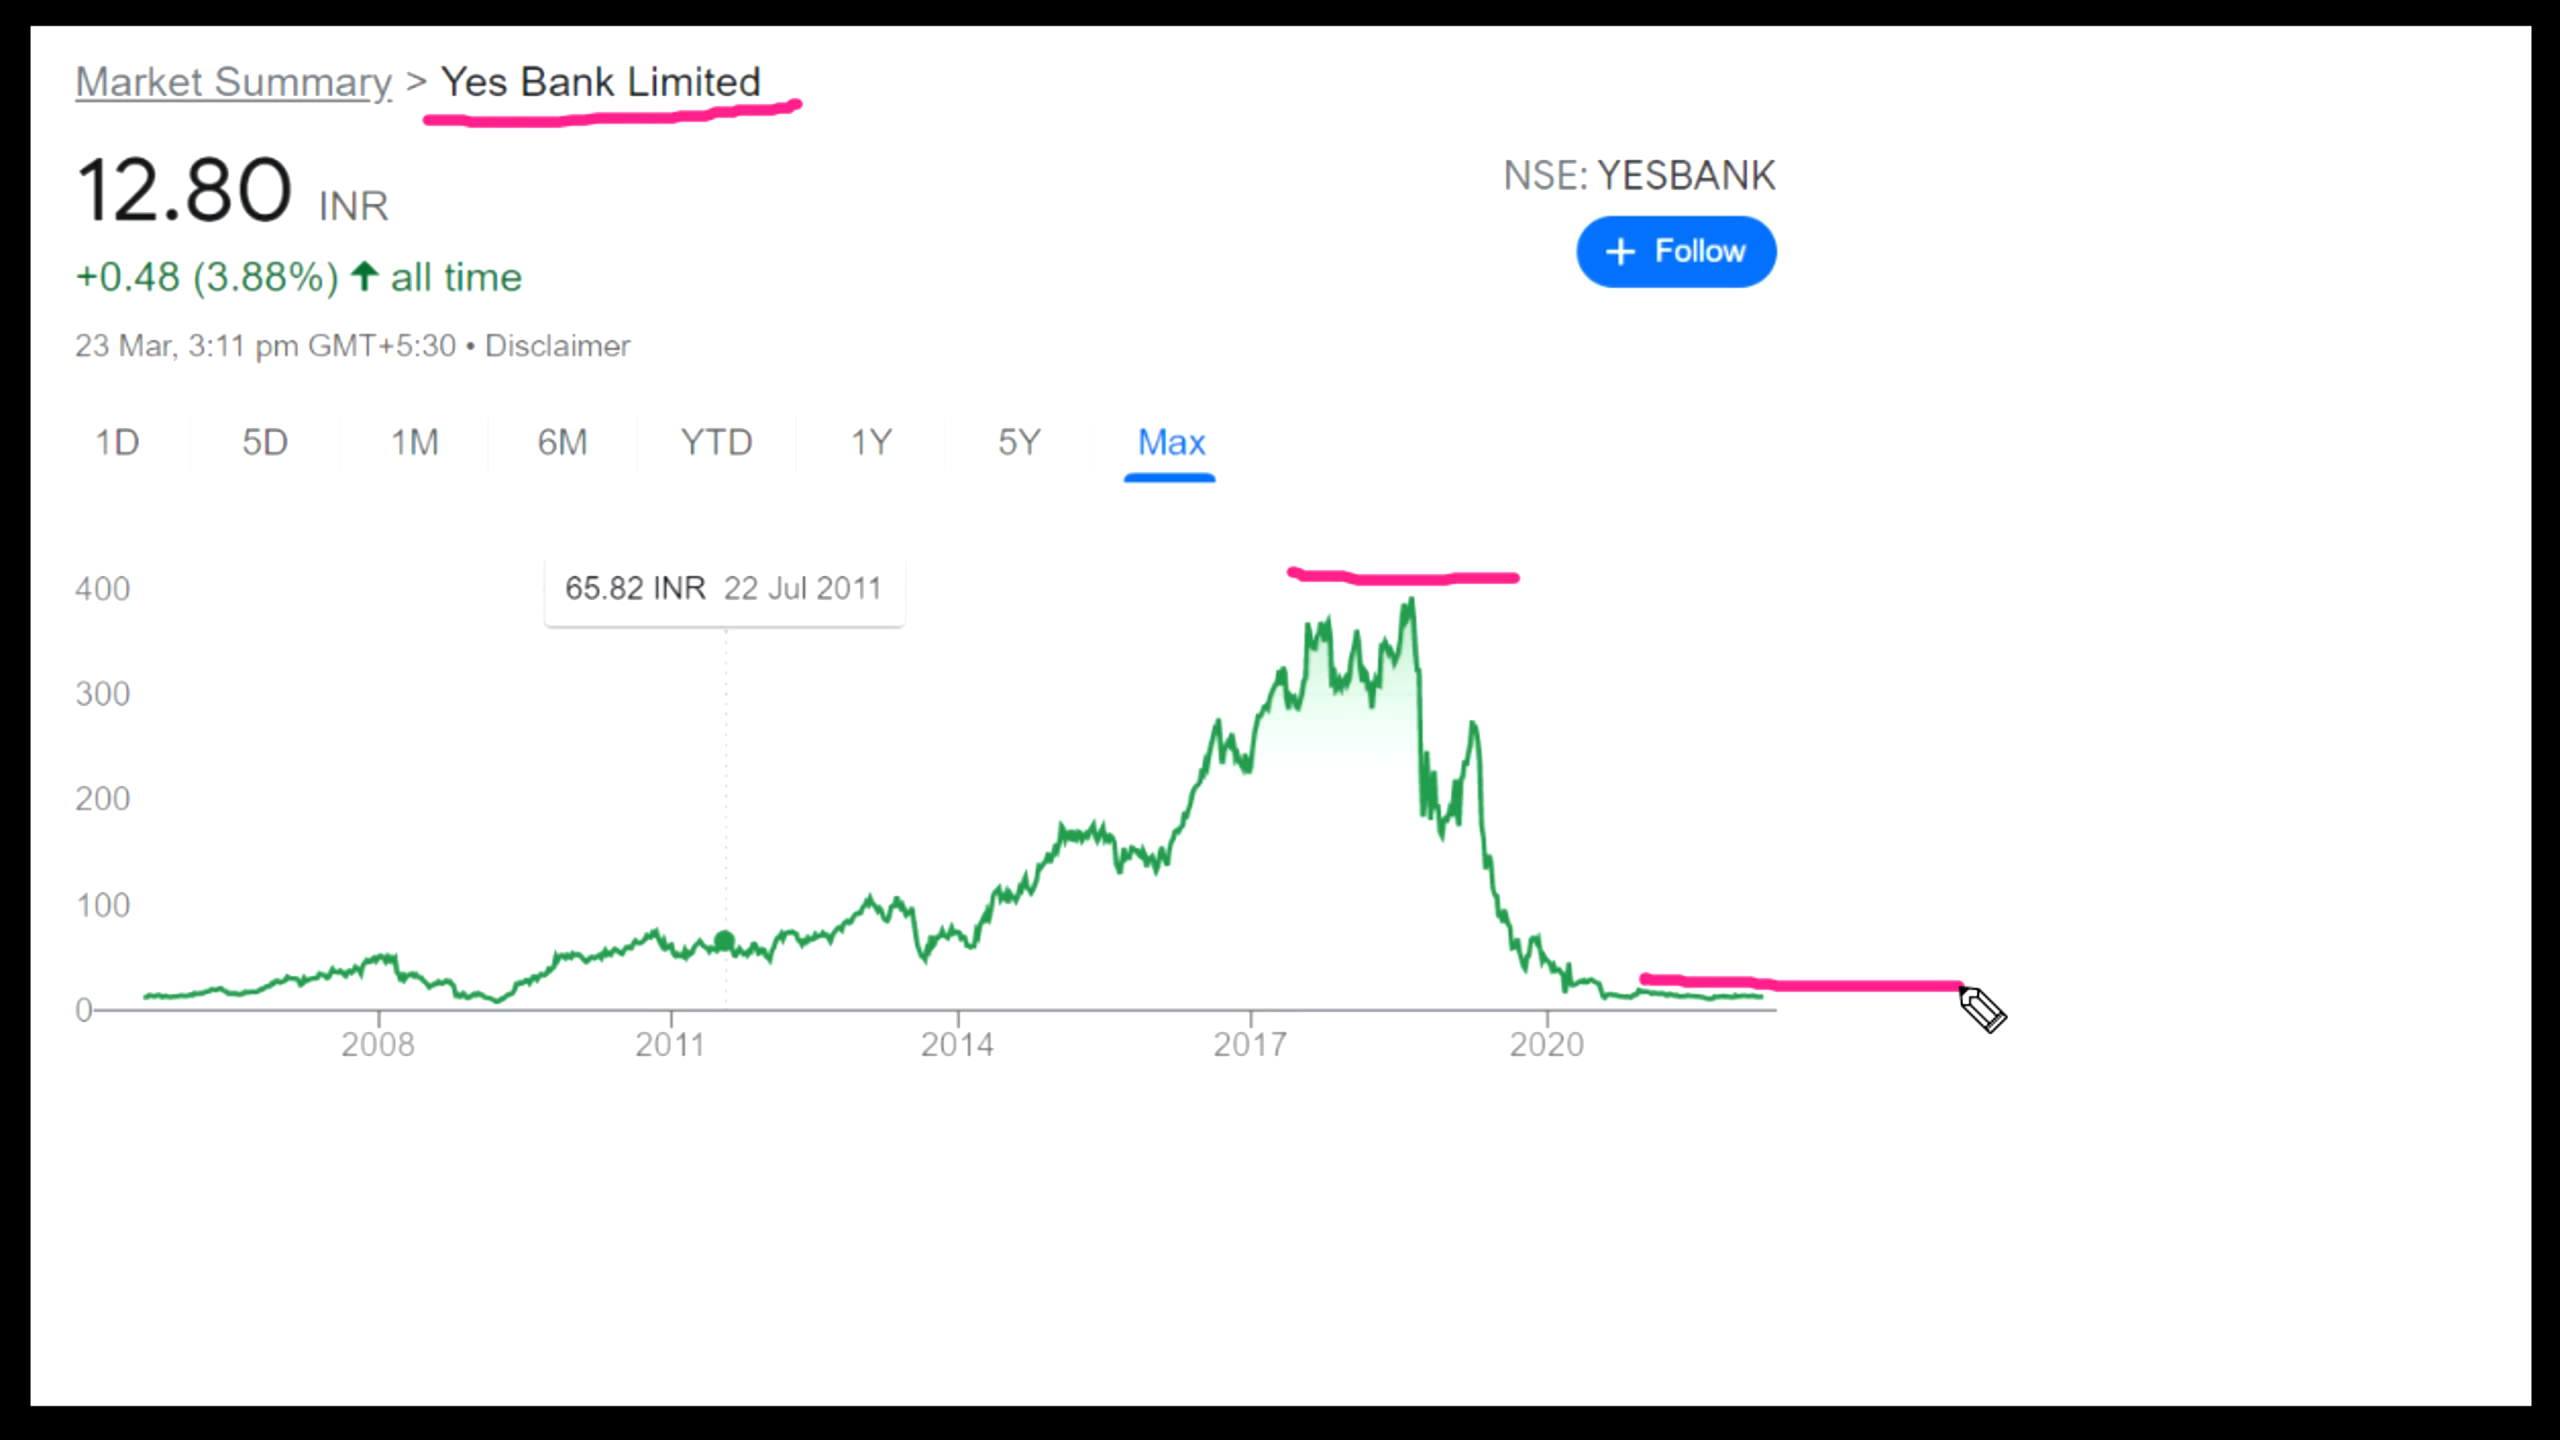 Market Summary > Yes Bank Limited
12.80 INR
NSE: YESBANK
+ Follow
+0.48 (3.88%) ↑ all time
23 Mar, 3:11 pm GMT+5:30 • Disclaimer
1D 5D 1M 6M YTD 1Y 5Y Max
65.82 INR 22 Jul 2011
400
300
200
100
0
2008 2011 2014 2017 2020